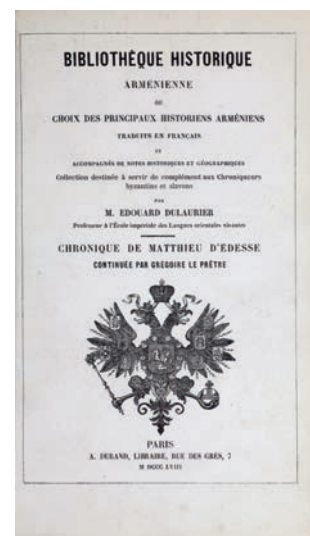 BIBLIOTHÈQUE HISTORIQUE
ARMÉNIENNE
OU
CHOIX DES PRINCIPAUX HISTORIENS ARMÉNIENS
TRADUITS EN FRANÇAIS
ET
ACCOMPAGNÉS DE NOTES HISTORIQUES ET GÉOGRAPHIQUES
Collection destinée à servir de complément aux Chroniqueurs
byzantins et slavons
PAR
M. EDOUARD DULAURIER
Professeur à l'École impériale des Langues orientales vivantes
CHRONIQUE DE MATTHIEU D'ÉDESSE
CONTINUÉE PAR GRÉGOIRE LE PRÊTRE
PARIS
A. DURAND, LIBRAIRE, RUE DES GRÈS, 7
M DCCC LVIII